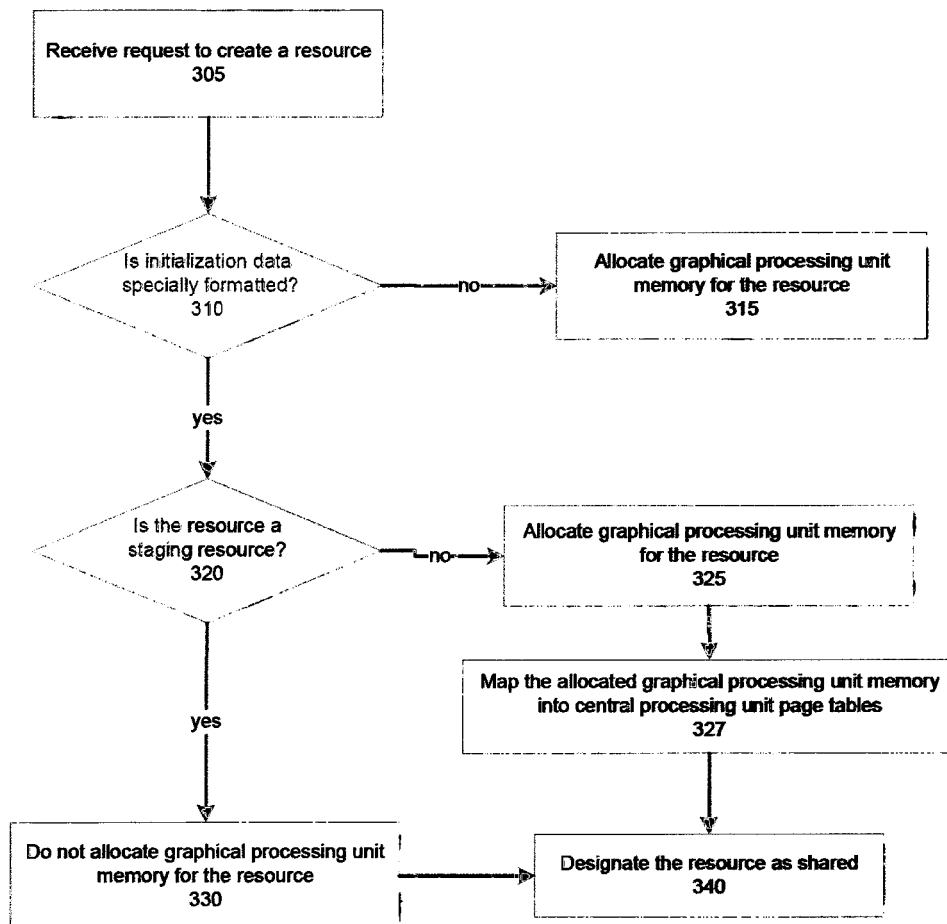 Receive request to create a resource
305
Is initialization data
specially formatted?
310
no
Allocate graphical processing unit
memory for the resource
315
yes
Is the resource a
staging resource?
320
no
Allocate graphical processing unit memory
for the resource
325
Map the allocated graphical processing unit memory
into central processing unit page tables
327
yes
Do not allocate graphical processing unit
memory for the resource
330
Designate the resource as shared
340